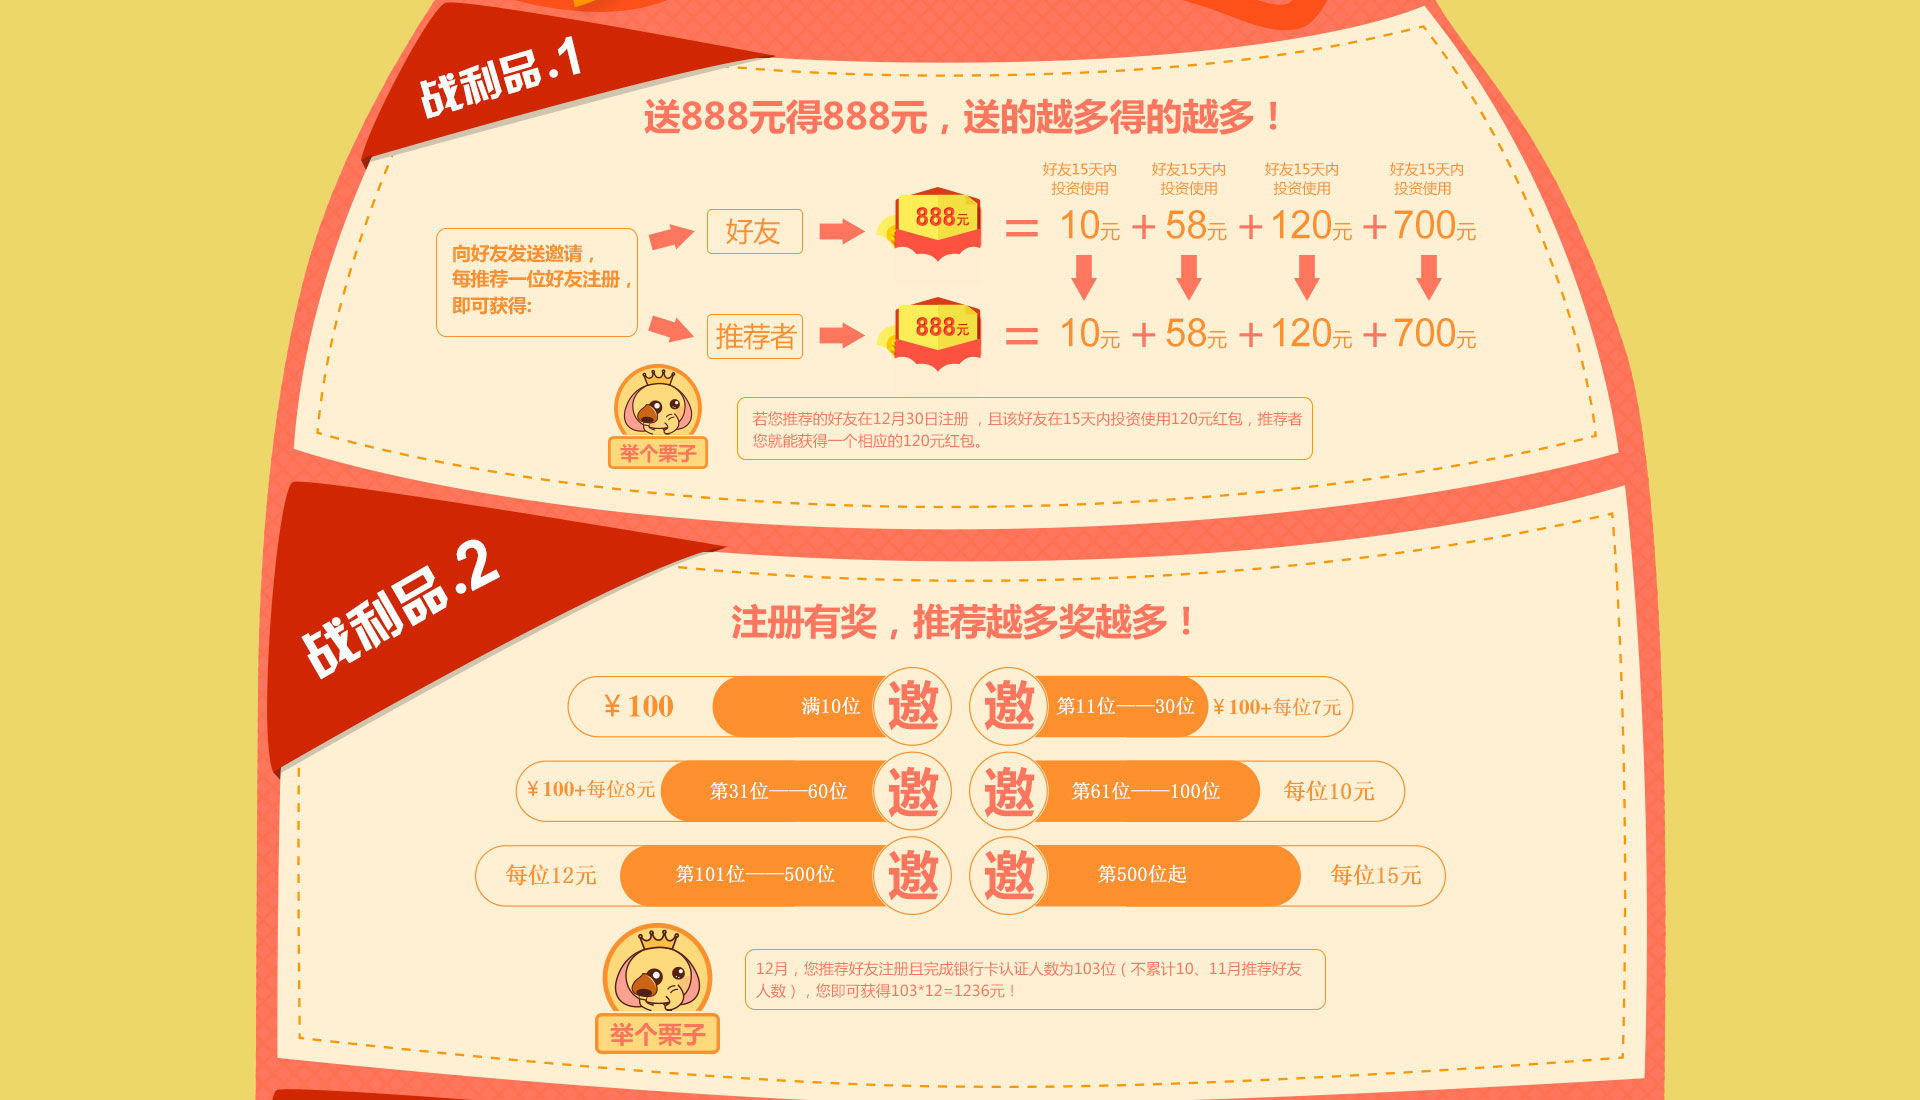 战利品.1
送888元得888元，送的越多得的越多！
好友15天内
投资使用
好友15天内
投资使用
好友15天内
投资使用
好友15天内
投资使用
向好友发送邀请，
每推荐一位好友注册，
即可获得:
好友
888元
=
10元+58元+120元+700元
推荐者
888元
=
10元+58元+120元+700元
举个栗子
若您推荐的好友在12月30日注册 ，且该好友在15天内投资使用120元红包，推荐者
您就能获得一个相应的120元红包。
战利品.2
注册有奖，推荐越多奖越多！
￥100 满10位 邀
邀 第11位——30位 ￥100+每位7元
￥100+每位8元 第31位——60位 邀
邀 第61位——100位 每位10元
每位12元 第101位——500位 邀
邀 第500位起 每位15元
举个栗子
12月，您推荐好友注册且完成银行卡认证人数为103位（不累计10、11月推荐好友
人数），您即可获得103*12=1236元！